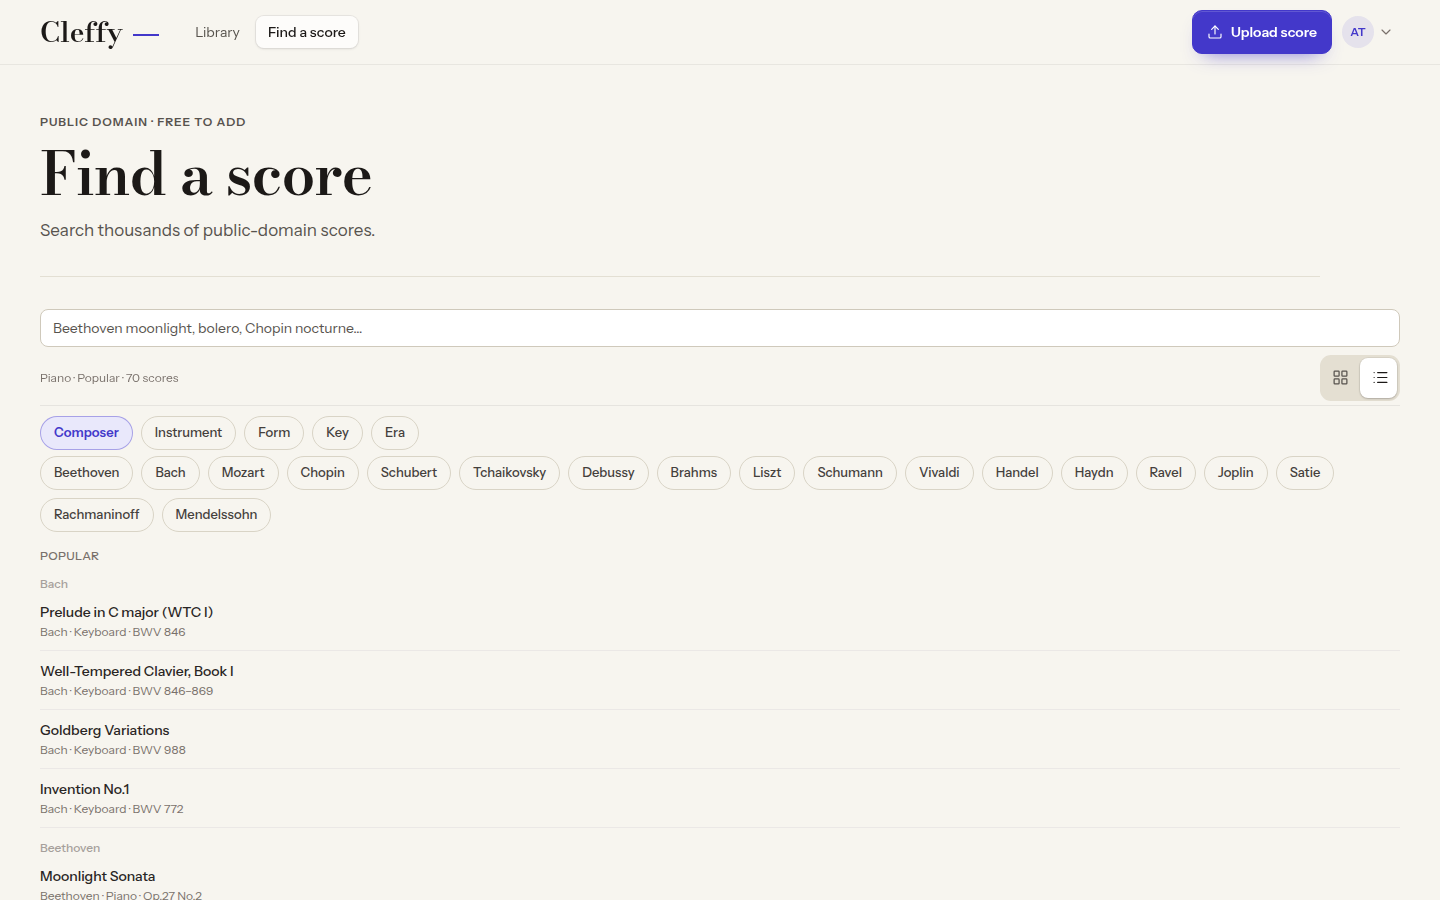 Cleffy
Library
Find a score
Upload score
AT
PUBLIC DOMAIN · FREE TO ADD
Find a score
Search thousands of public-domain scores.
Beethoven moonlight, bolero, Chopin nocturne...
Piano · Popular · 70 scores
Composer
Instrument
Form
Key
Era
Beethoven
Bach
Mozart
Chopin
Schubert
Tchaikovsky
Debussy
Brahms
Liszt
Schumann
Vivaldi
Handel
Haydn
Ravel
Joplin
Satie
Rachmaninoff
Mendelssohn
POPULAR
Bach
Prelude in C major (WTC I)
Bach · Keyboard · BWV 846
Well-Tempered Clavier, Book I
Bach · Keyboard · BWV 846–869
Goldberg Variations
Bach · Keyboard · BWV 988
Invention No.1
Bach · Keyboard · BWV 772
Beethoven
Moonlight Sonata
Beethoven · Piano · Op.27 No.2